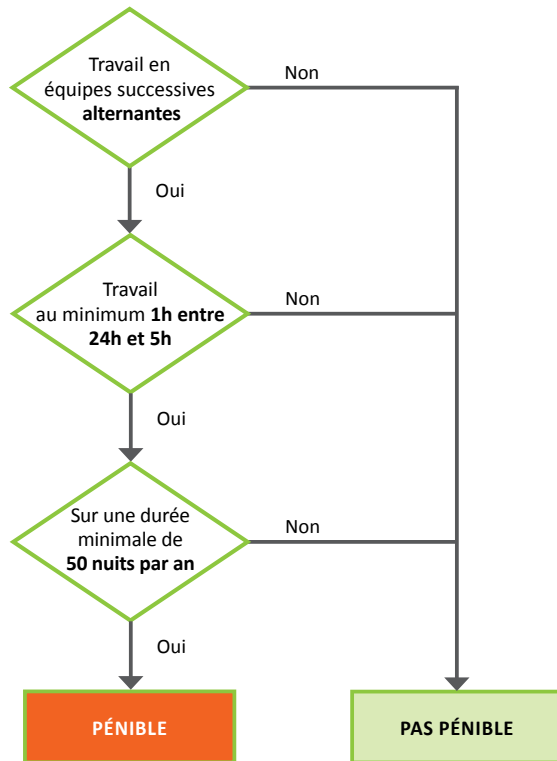 Travail en
équipes successives
alternantes
Non
Oui
Travail
au minimum 1h entre
24h et 5h
Non
Oui
Sur une durée
minimale de
50 nuits par an
Non
Oui
PÉNIBLE
PAS PÉNIBLE